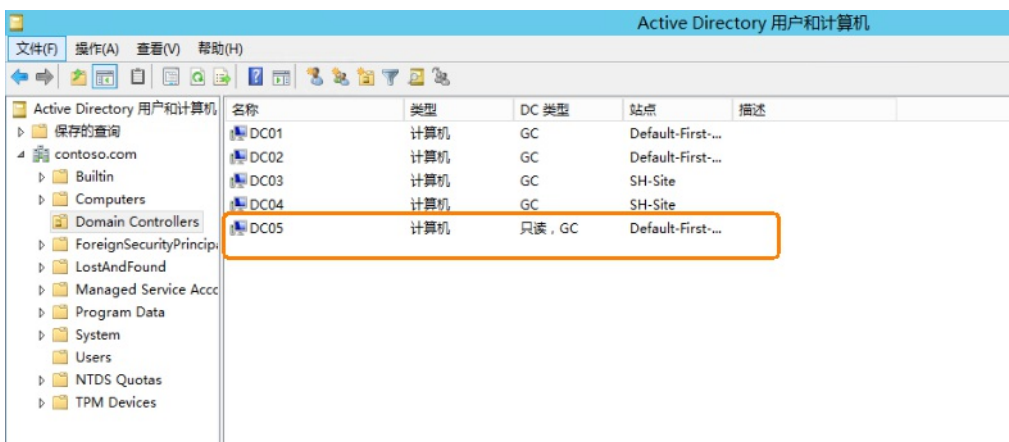 Active Directory 用户和计算机
文件(F) 操作(A) 查看(V) 帮助(H)
Active Directory 用户和计算机
保存的查询
contoso.com
Builtin
Computers
Domain Controllers
ForeignSecurityPrincip
LostAndFound
Managed Service Acco
Program Data
System
Users
NTDS Quotas
TPM Devices
名称 类型 DC 类型 站点 描述
DC01 计算机 GC Default-First-...
DC02 计算机 GC Default-First-...
DC03 计算机 GC SH-Site
DC04 计算机 GC SH-Site
DC05 计算机 只读，GC Default-First-...